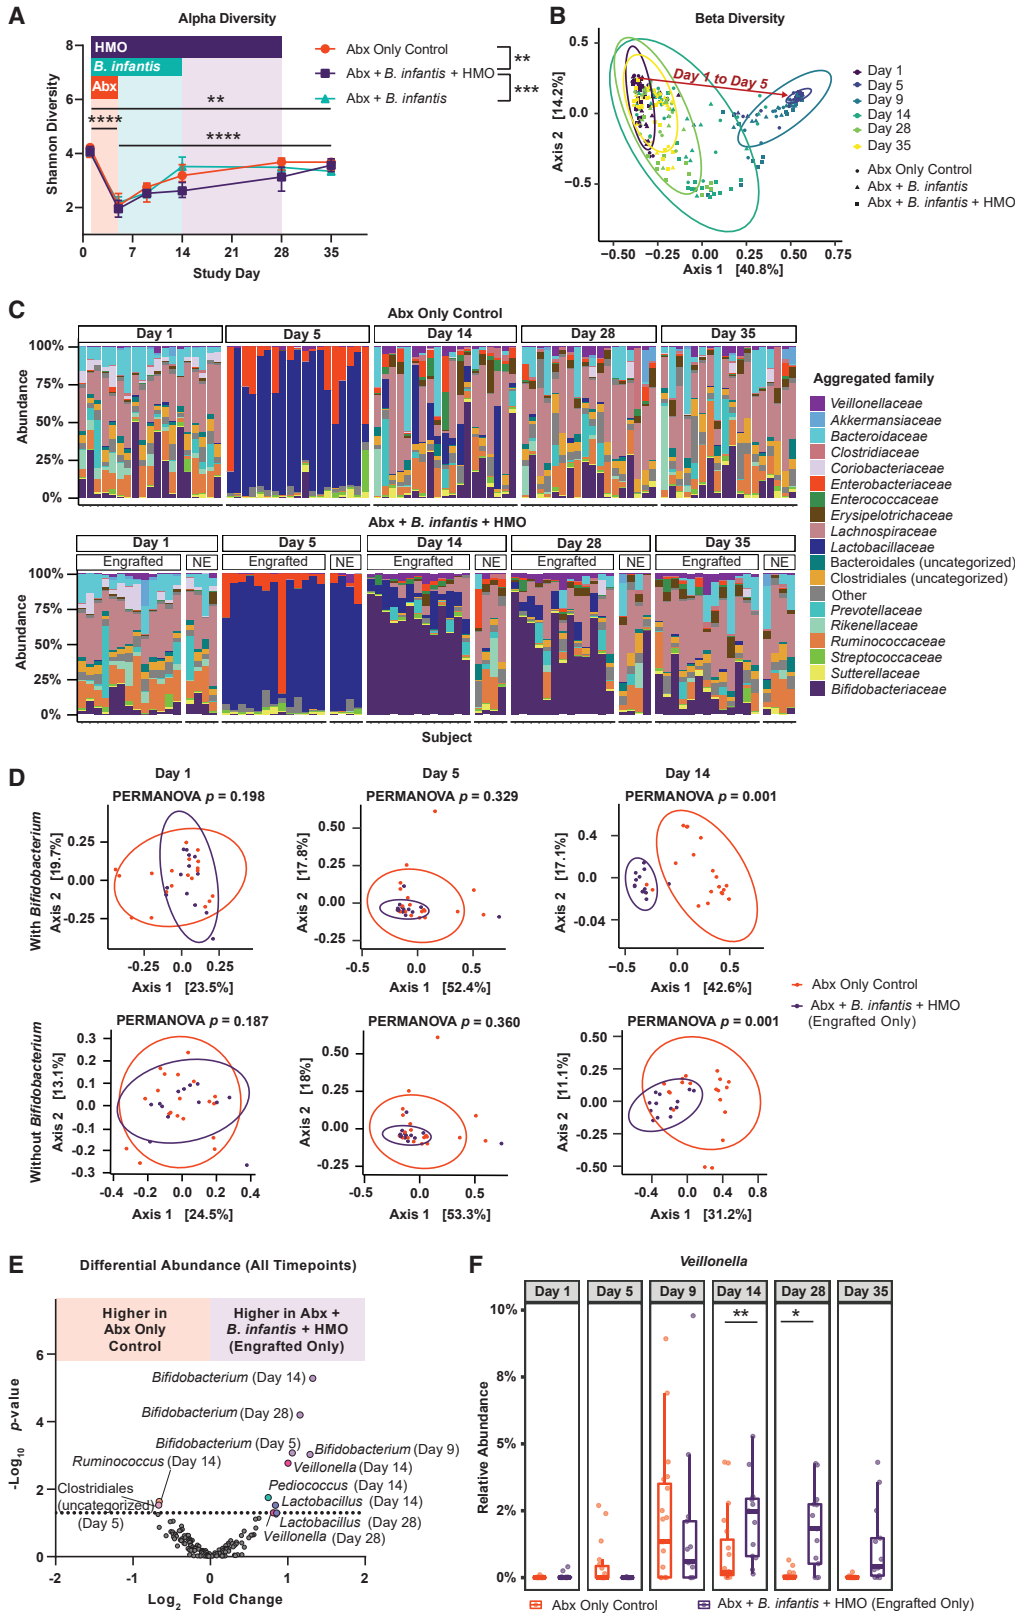 A
Alpha Diversity
Shannon Diversity
8
6
4
2
HMO
B. infantis
Abx
**
****
****
0
7
14
21
28
35
Study Day
Abx Only Control
Abx + B. infantis + HMO
Abx + B. infantis
**
***
B
Beta Diversity
Axis 2 [14.2%]
0.5
0.0
−0.5
Day 1 to Day 5
−0.50
−0.25
0.00
0.25
0.50
0.75
Axis 1 [40.8%]
Day 1
Day 5
Day 9
Day 14
Day 28
Day 35
Abx Only Control
Abx + B. infantis
Abx + B. infantis + HMO
C
Abx Only Control
Day 1
Day 5
Day 14
Day 28
Day 35
Abundance
100%
75%
50%
25%
0%
Abx + B. infantis + HMO
Day 1
Day 5
Day 14
Day 28
Day 35
Engrafted
NE
Engrafted
NE
Engrafted
NE
Engrafted
NE
Engrafted
NE
Abundance
100%
75%
50%
25%
0%
Subject
Aggregated family
Veillonellaceae
Akkermansiaceae
Bacteroidaceae
Clostridiaceae
Coriobacteriaceae
Enterobacteriaceae
Enterococcaceae
Erysipelotrichaceae
Lachnospiraceae
Lactobacillaceae
Bacteroidales (uncategorized)
Clostridiales (uncategorized)
Other
Prevotellaceae
Rikenellaceae
Ruminococcaceae
Streptococcaceae
Sutterellaceae
Bifidobacteriaceae
D
Day 1
Day 5
Day 14
With Bifidobacterium
PERMANOVA p = 0.198
Axis 2 [19.7%]
0.25
0.00
-0.25
-0.25
0.0
0.25
Axis 1 [23.5%]
PERMANOVA p = 0.329
Axis 2 [17.8%]
0.50
0.25
0.00
-0.25
0.0
0.5
Axis 1 [52.4%]
PERMANOVA p = 0.001
Axis 2 [17.1%]
0.4
0.0
-0.04
−0.5
0.0
0.5
Axis 1 [42.6%]
Abx Only Control
Abx + B. infantis + HMO
(Engrafted Only)
Without Bifidobacterium
PERMANOVA p = 0.187
Axis 2 [13.1%]
0.3
0.2
0.1
0.0
-0.1
-0.2
-0.3
-0.4
-0.2
0.0
0.2
0.4
Axis 1 [24.5%]
PERMANOVA p = 0.360
Axis 2 [18%]
0.50
0.25
0.00
-0.25
0.0
0.5
Axis 1 [53.3%]
PERMANOVA p = 0.001
Axis 2 [11.1%]
0.50
0.25
0.00
-0.25
-0.50
-0.4
0.0
0.4
0.8
Axis 1 [31.2%]
E
Differential Abundance (All Timepoints)
Higher in
Abx Only
Control
Higher in Abx +
B. infantis + HMO
(Engrafted Only)
-Log10 p-value
6
4
2
0
Bifidobacterium (Day 14)
Bifidobacterium (Day 28)
Bifidobacterium (Day 5)
Bifidobacterium (Day 9)
Ruminococcus (Day 14)
Veillonella (Day 14)
Clostridiales
(uncategorized)
(Day 5)
Pediococcus (Day 14)
Lactobacillus (Day 14)
Lactobacillus (Day 28)
Veillonella (Day 28)
-2
-1
0
1
2
Log2 Fold Change
F
Veillonella
Day 1
Day 5
Day 9
Day 14
Day 28
Day 35
Relative Abundance
10%
8%
5%
2%
0%
**
*
Abx Only Control
Abx + B. infantis + HMO (Engrafted Only)